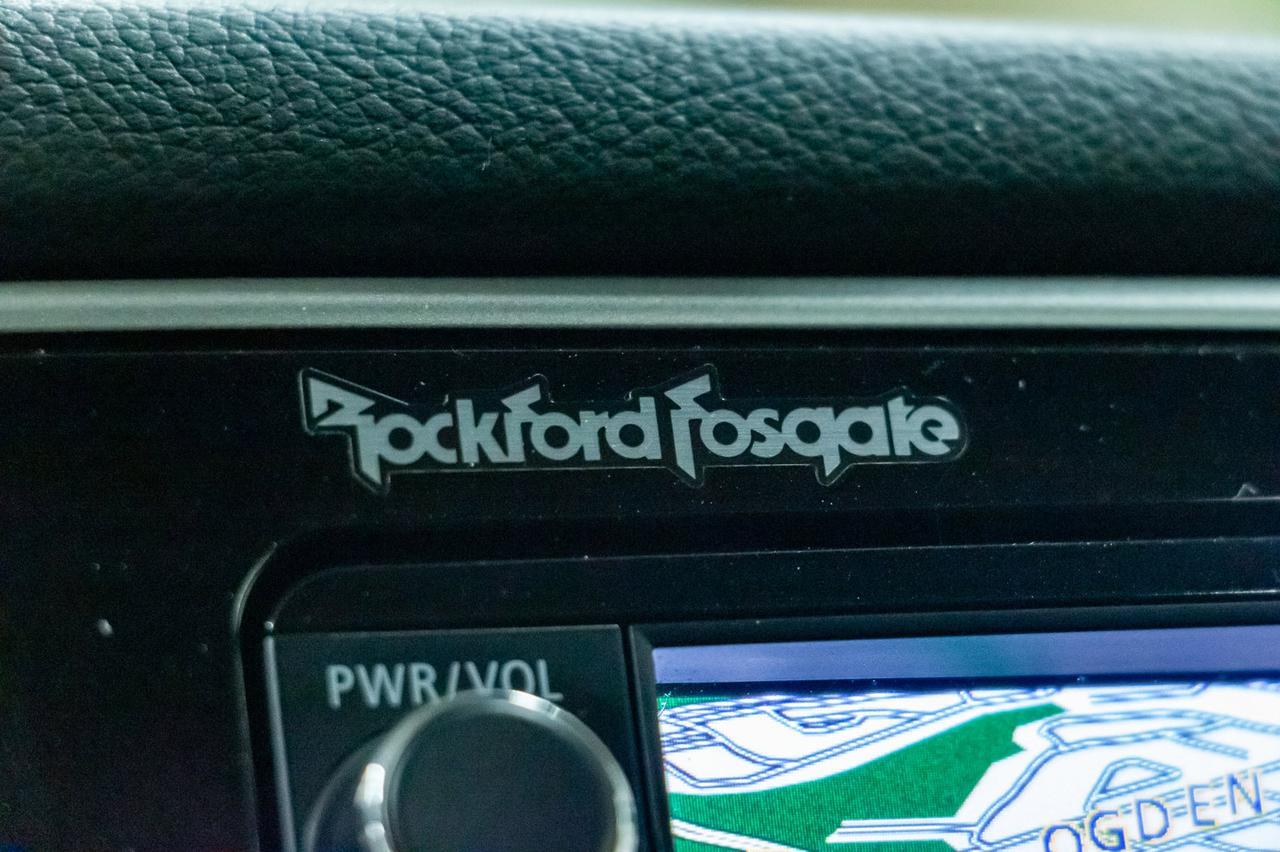 Rockford Fosgate
PWR/VOL
OGDEN